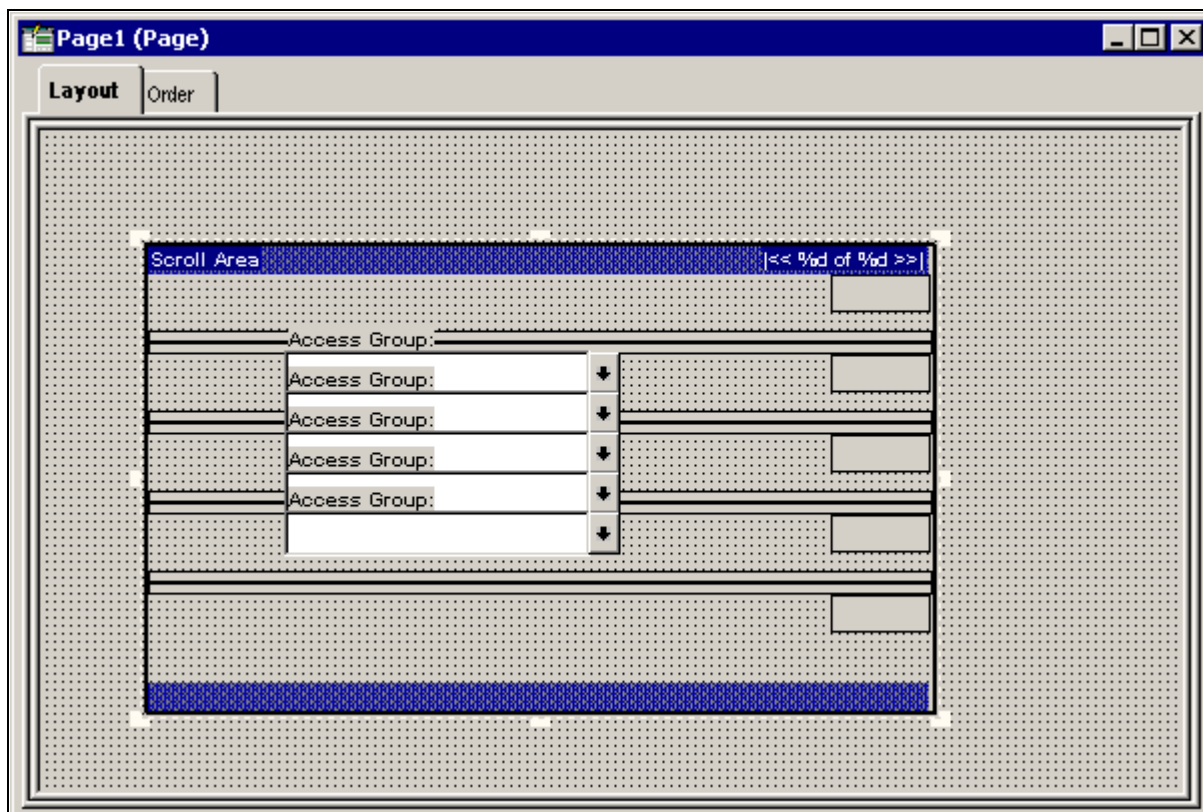 Page1 (Page)
Layout Order
Scroll Area |<< %d of %d >>|
Access Group:
Access Group:
Access Group:
Access Group:
Access Group: